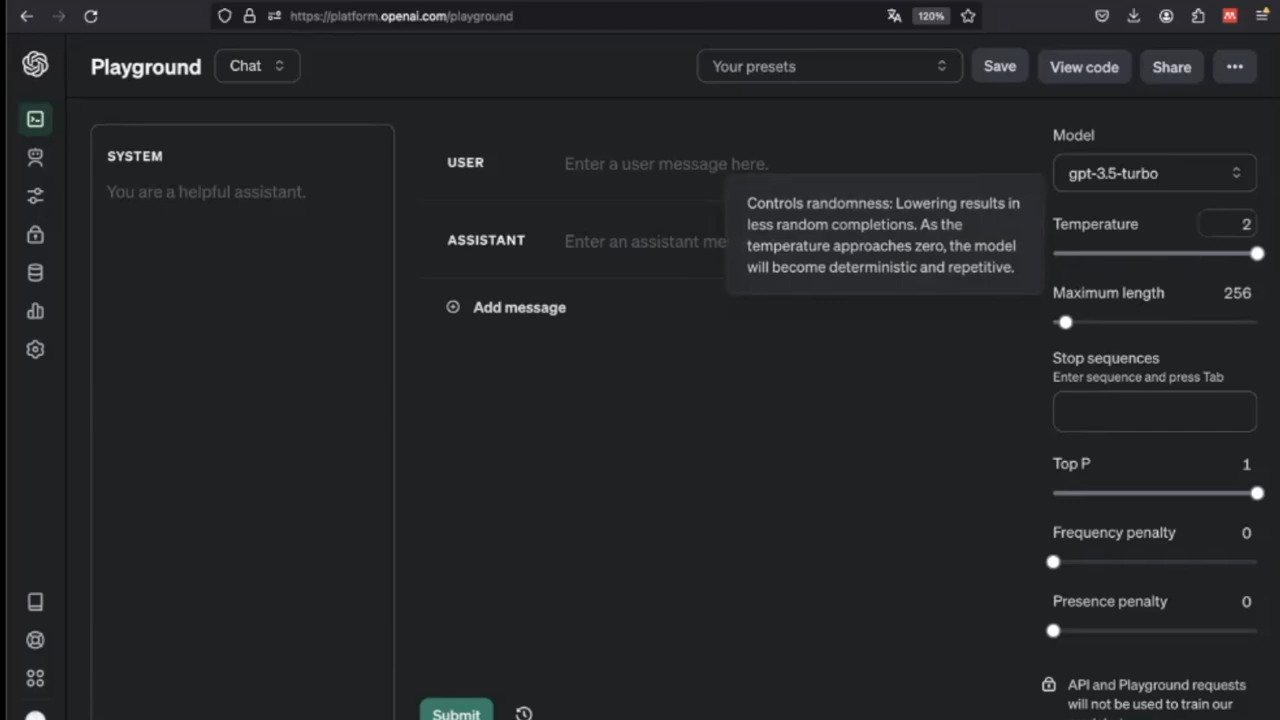 https://platform.openai.com/playground
120%
Playground
Chat
Your presets
Save
View code
Share
SYSTEM
You are a helpful assistant.
USER
Enter a user message here.
ASSISTANT
Enter an assistant me
Add message
Controls randomness: Lowering results in
less random completions. As the
temperature approaches zero, the model
will become deterministic and repetitive.
Model
gpt-3.5-turbo
Temperature 2
Maximum length 256
Stop sequences
Enter sequence and press Tab
Top P 1
Frequency penalty 0
Presence penalty 0
API and Playground requests
will not be used to train our
Submit